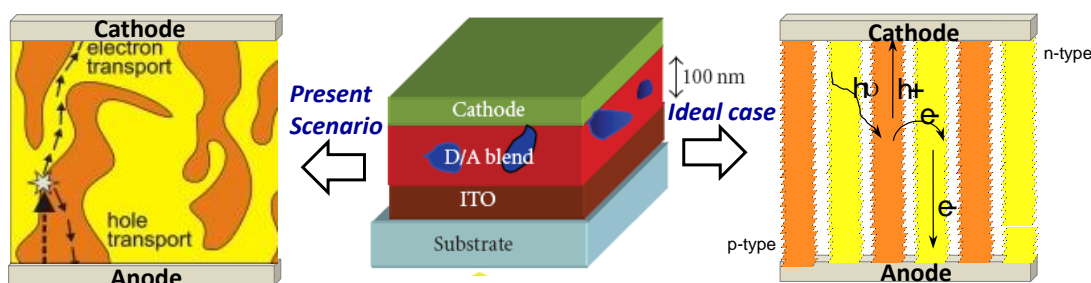 Cathode
electron
transport
hole
transport
Anode
Present
Scenario
Cathode
D/A blend
ITO
Substrate
100 nm
Ideal case
Cathode
n-type
hυ
h+
e-
e-
p-type
Anode